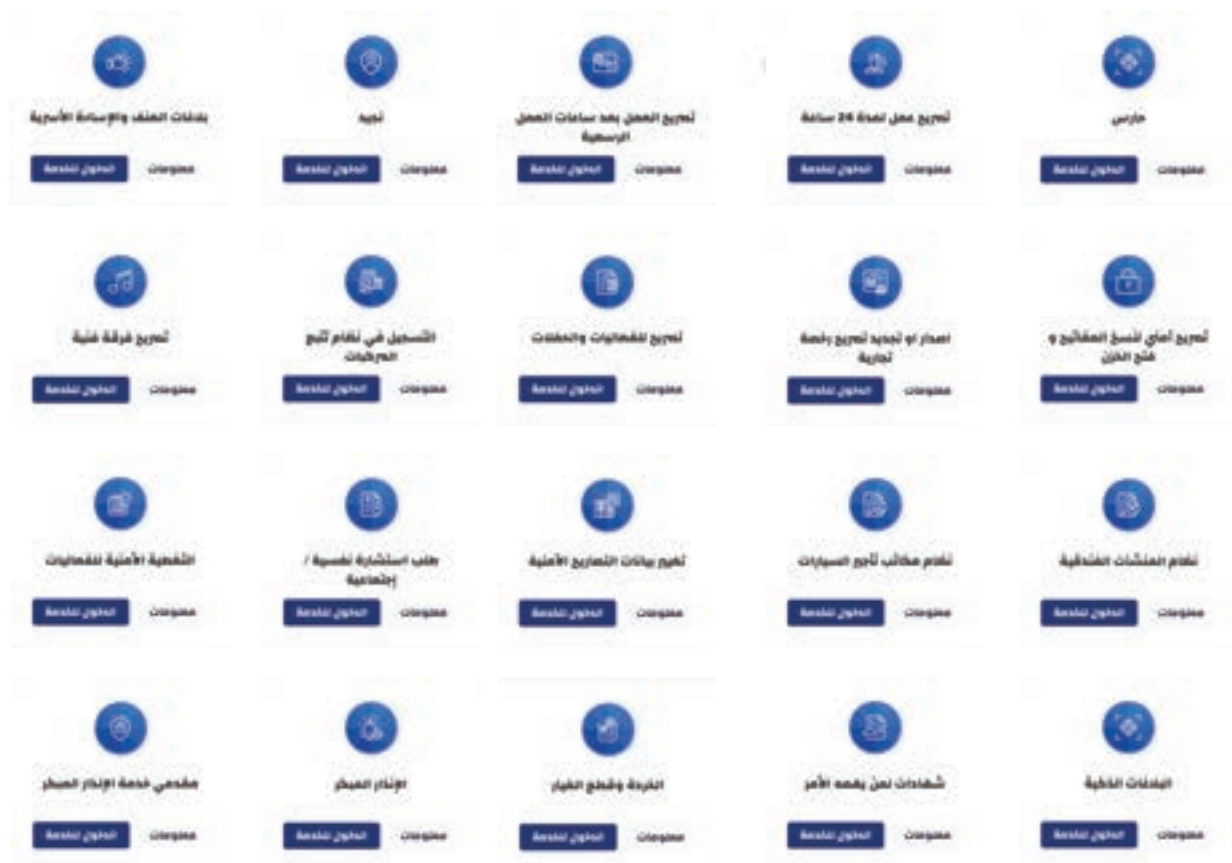 حارس
معلومات الدخول للخدمة
تصريح عمل لمدة 24 ساعة
معلومات الدخول للخدمة
تصريح العمل بعد ساعات العمل
الرسمية
معلومات الدخول للخدمة
نجيد
معلومات الدخول للخدمة
بلاغات العنف والإساءة الأسرية
معلومات الدخول للخدمة
تصريح أمني لنسخ المفاتيح و
فتح الخزن
معلومات الدخول للخدمة
اصدار او تجديد تصريح رخصة
تجارية
معلومات الدخول للخدمة
تصريح للفعاليات والحفلات
معلومات الدخول للخدمة
التسجيل في نظام تتبع
المركبات
معلومات الدخول للخدمة
تصريح فرقة فنية
معلومات الدخول للخدمة
نظام المنشآت الفندقية
معلومات الدخول للخدمة
نظام مكاتب تأجير السيارات
معلومات الدخول للخدمة
تغيير بيانات التصاريح الأمنية
معلومات الدخول للخدمة
طلب استشارة نفسية /
إجتماعية
معلومات الدخول للخدمة
التغطية الأمنية للفعاليات
معلومات الدخول للخدمة
البلاغات الذكية
معلومات الدخول للخدمة
شهادات لمن يهمه الأمر
معلومات الدخول للخدمة
الخردة وقطع الغيار
معلومات الدخول للخدمة
الإنذار المبكر
معلومات الدخول للخدمة
مقدمي خدمة الإنذار المبكر
معلومات الدخول للخدمة